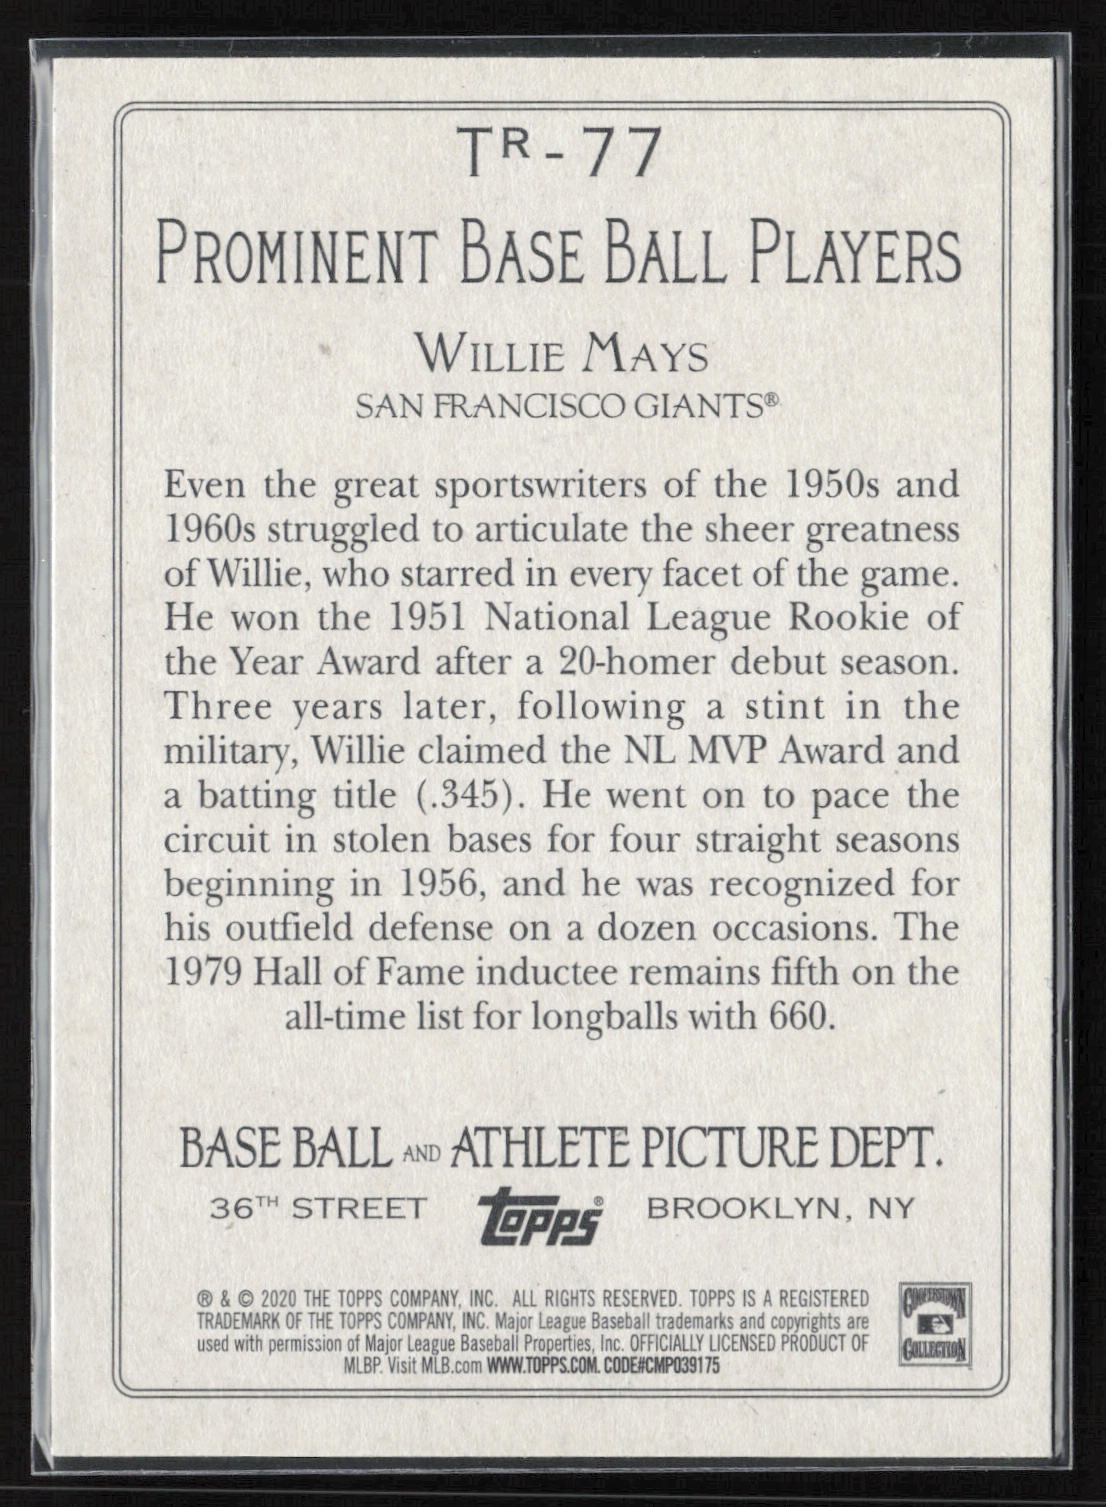 TR-77
PROMINENT BASE BALL PLAYERS
WILLIE MAYS
SAN FRANCISCO GIANTS®
Even the great sportswriters of the 1950s and
1960s struggled to articulate the sheer greatness
of Willie, who starred in every facet of the game.
He won the 1951 National League Rookie of
the Year Award after a 20-homer debut season.
Three years later, following a stint in the
military, Willie claimed the NL MVP Award and
a batting title (.345). He went on to pace the
circuit in stolen bases for four straight seasons
beginning in 1956, and he was recognized for
his outfield defense on a dozen occasions. The
1979 Hall of Fame inductee remains fifth on the
all-time list for longballs with 660.
BASE BALL AND ATHLETE PICTURE DEPT.
36TH STREET topps® BROOKLYN, NY
® & © 2020 THE TOPPS COMPANY, INC. ALL RIGHTS RESERVED. TOPPS IS A REGISTERED
TRADEMARK OF THE TOPPS COMPANY, INC. Major League Baseball trademarks and copyrights are
used with permission of Major League Baseball Properties, Inc. OFFICIALLY LICENSED PRODUCT OF
MLBP. Visit MLB.com WWW.TOPPS.COM. CODE#CMP039175
COOPERSTOWN
COLLECTION